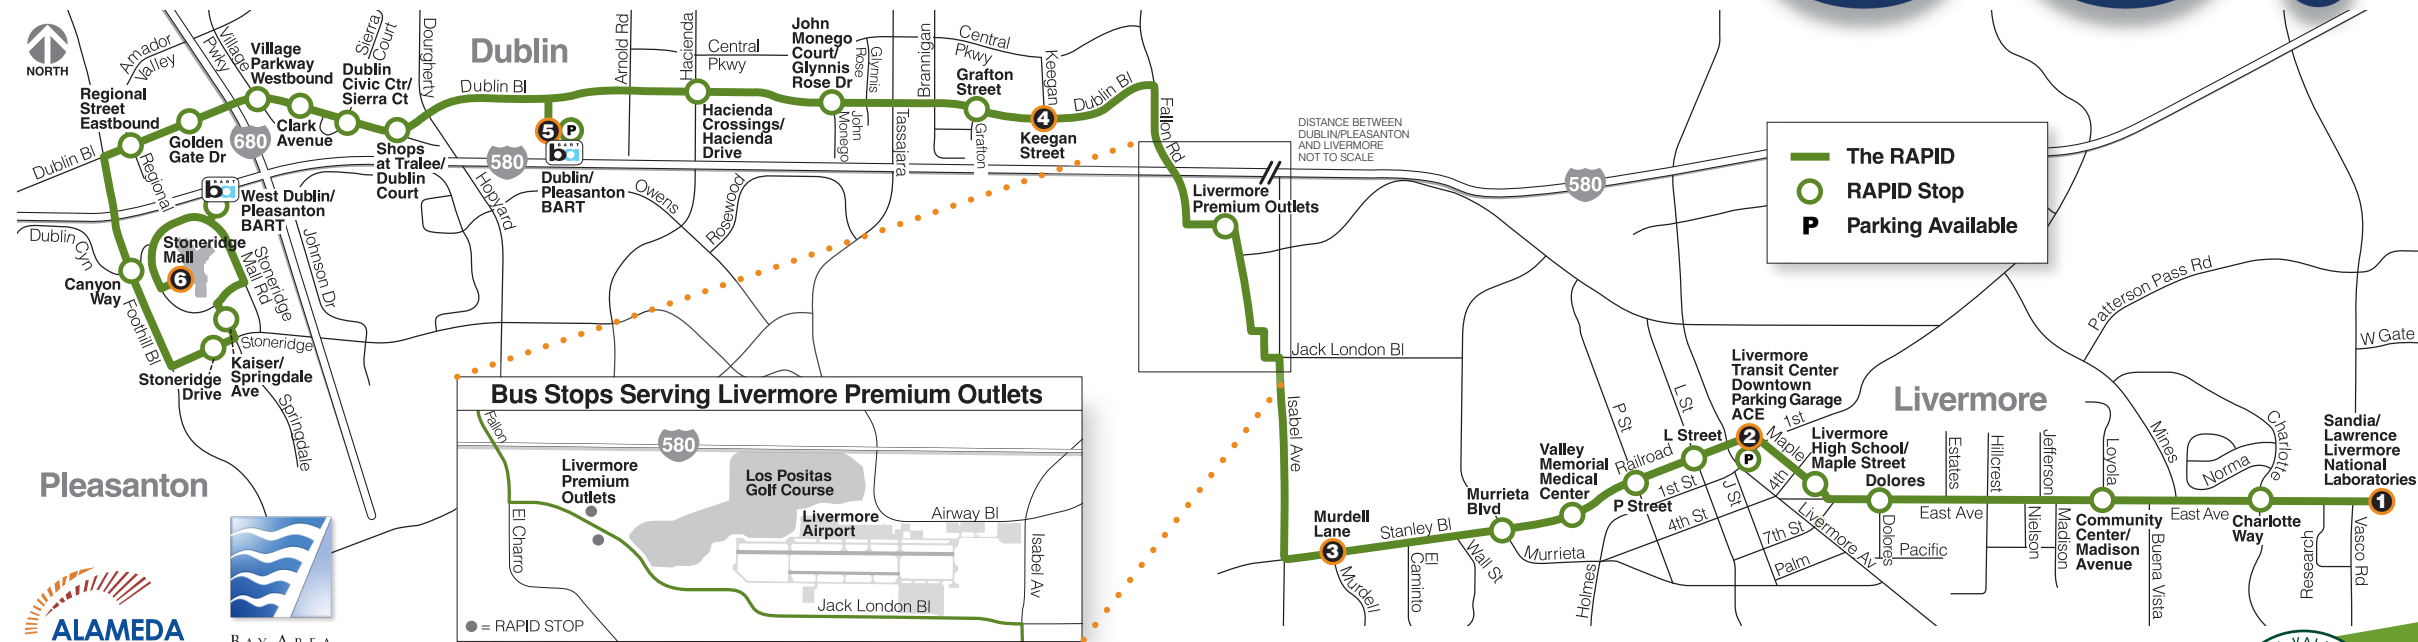 NORTH
Amador
Valley
Village
Pkwy
Sierra
Court
Dougherty
Dublin
Arnold Rd
Hacienda
Central
Pkwy
John
Monego
Court/
Glynnis
Rose Dr
Glynnis
Rose
Brannigan
Central
Pkwy
Keegan
Village
Parkway
Westbound
Dublin
Civic Ctr/
Sierra Ct
Dublin Bl
Grafton
Street
Dublin Bl
Fallon Rd
Regional
Street
Eastbound
Golden
Gate Dr
680
Clark
Avenue
Shops
at Tralee/
Dublin
Court
580
5
P
BART
ba
Dublin/
Pleasanton
BART
Hacienda
Crossings/
Hacienda
Drive
John
Monego
Tassajara
Grafton
4
Keegan
Street
DISTANCE BETWEEN
DUBLIN/PLEASANTON
AND LIVERMORE
NOT TO SCALE
The RAPID
RAPID Stop
P Parking Available
580
Dublin Bl
Regional
BART
ba
West Dublin/
Pleasanton
BART
Hopyard
Owens
Rosewood
Livermore
Premium Outlets
Dublin Cyn
Stoneridge
Mall
6
Stoneridge
Mall Rd
Johnson Dr
Canyon
Way
Foothill Bl
Stoneridge
Stoneridge
Drive
Kaiser/
Springdale
Ave
Springdale
Pleasanton
Patterson Pass Rd
W Gate
Jack London Bl
Isabel Ave
Livermore
Transit Center
Downtown
Parking Garage
ACE
Livermore
Bus Stops Serving Livermore Premium Outlets
Fallon
580
Livermore
Premium
Outlets
Los Positas
Golf Course
Livermore
Airport
Airway Bl
El Charro
Isabel Av
Jack London Bl
= RAPID STOP
Murdell
Lane
3
Murdell
Stanley Bl
El
Caminto
Wall St
Murrieta
Blvd
Murrieta
Valley
Memorial
Medical
Center
Holmes
P St
L St
L Street
Railroad
P Street
1st St
4th St
J St
2
P
1st
Maple
4th
7th St
Palm
Livermore Av
Livermore
High School/
Maple Street
Dolores
Dolores
Pacific
Estates
Hillcrest
Jefferson
East Ave
Nielson
Madison
Loyola
Community
Center/
Madison
Avenue
Mines
Buena Vista
East Ave
Norma
Charlotte
Charlotte
Way
Research
Vasco Rd
Sandia/
Lawrence
Livermore
National
Laboratories
1
ALAMEDA
BAY AREA